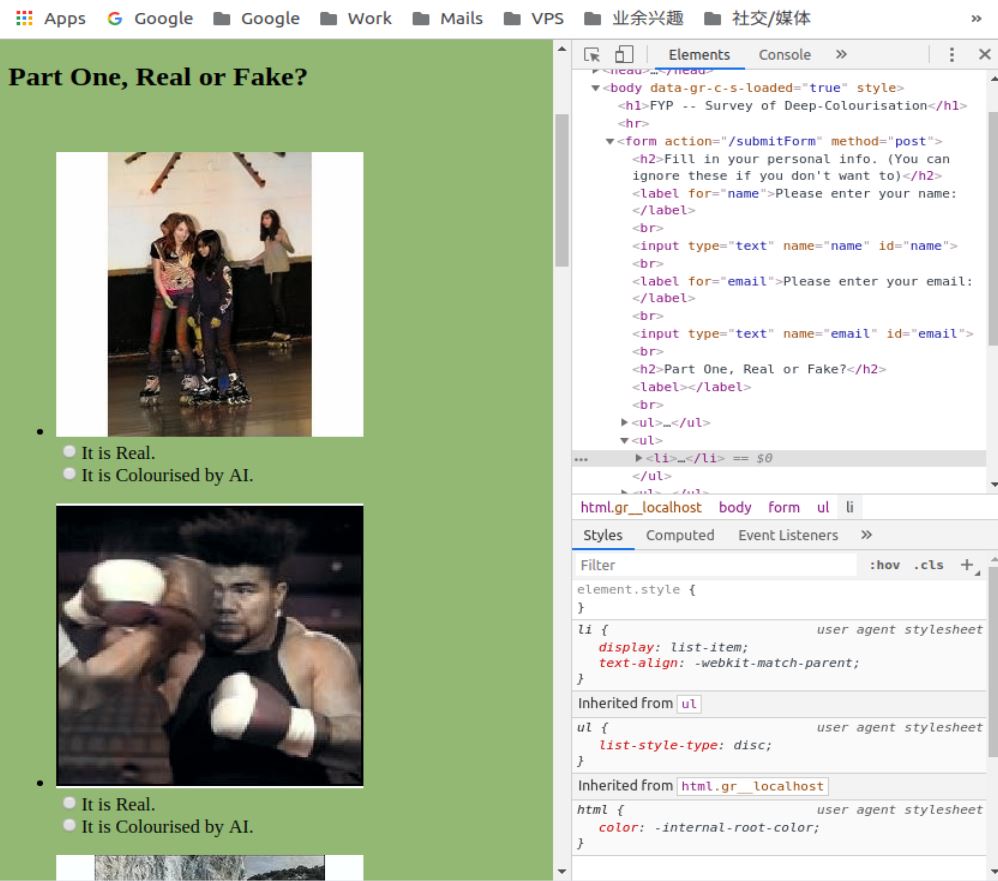 Apps Google Google Work Mails VPS 业余兴趣 社交/媒体 »
Part One, Real or Fake?
It is Real.
It is Colourised by AI.
It is Real.
It is Colourised by AI.
Elements Console »
<head>…</head>
<body data-gr-c-s-loaded="true" style>
<h1>FYP -- Survey of Deep-Colourisation</h1>
<hr>
<form action="/submitForm" method="post">
<h2>Fill in your personal info. (You can
ignore these if you don't want to)</h2>
<label for="name">Please enter your name:
</label>
<br>
<input type="text" name="name" id="name">
<br>
<label for="email">Please enter your email:
</label>
<br>
<input type="text" name="email" id="email">
<br>
<h2>Part One, Real or Fake?</h2>
<label></label>
<br>
<ul>…</ul>
<ul>
… <li>…</li> == $0
</ul>
<ul>…</ul>
html.gr__localhost body form ul li
Styles Computed Event Listeners »
Filter :hov .cls +
element.style {
}
li { user agent stylesheet
display: list-item;
text-align: -webkit-match-parent;
}
Inherited from ul
ul { user agent stylesheet
list-style-type: disc;
}
Inherited from html.gr__localhost
html { user agent stylesheet
color: -internal-root-color;
}